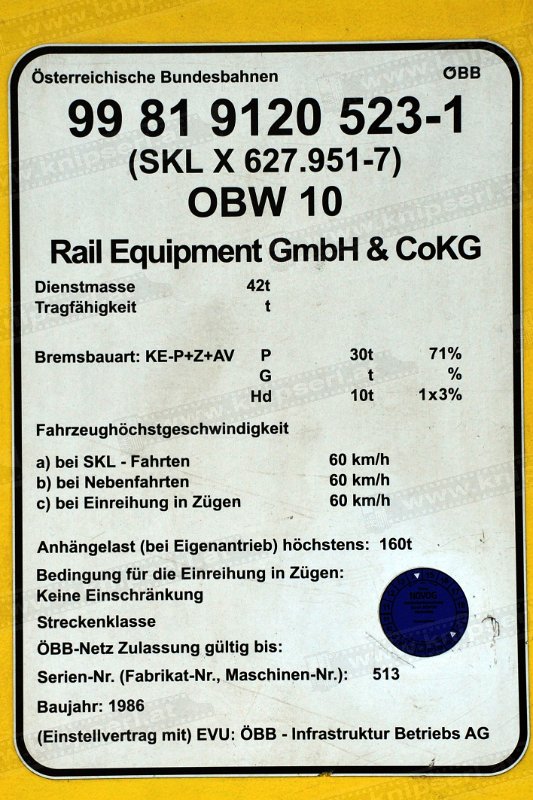 Österreichische Bundesbahnen ÖBB
99 81 9120 523-1
(SKL X 627.951-7)
OBW 10
Rail Equipment GmbH & CoKG
Dienstmasse 42t
Tragfähigkeit t
Bremsbauart: KE-P+Z+AV P 30t 71%
G t %
Hd 10t 1x3%
Fahrzeughöchstgeschwindigkeit
a) bei SKL - Fahrten 60 km/h
b) bei Nebenfahrten 60 km/h
c) bei Einreihung in Zügen 60 km/h
Anhängelast (bei Eigenantrieb) höchstens: 160t
Bedingung für die Einreihung in Zügen:
Keine Einschränkung
Streckenklasse
ÖBB-Netz Zulassung gültig bis:
Serien-Nr. (Fabrikat-Nr., Maschinen-Nr.): 513
Baujahr: 1986
(Einstellvertrag mit) EVU: ÖBB - Infrastruktur Betriebs AG